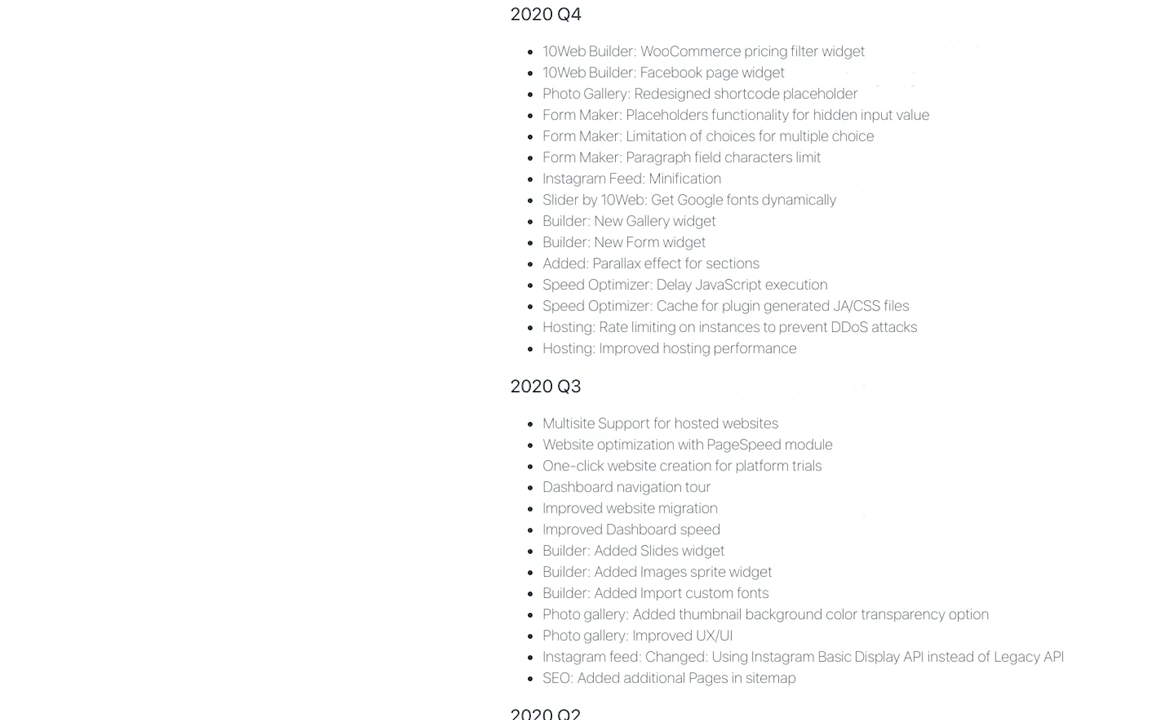 2020 Q4
10Web Builder: WooCommerce pricing filter widget
10Web Builder: Facebook page widget
Photo Gallery: Redesigned shortcode placeholder
Form Maker: Placeholders functionality for hidden input value
Form Maker: Limitation of choices for multiple choice
Form Maker: Paragraph field characters limit
Instagram Feed: Minification
Slider by 10Web: Get Google fonts dynamically
Builder: New Gallery widget
Builder: New Form widget
Added: Parallax effect for sections
Speed Optimizer: Delay JavaScript execution
Speed Optimizer: Cache for plugin generated JA/CSS files
Hosting: Rate limiting on instances to prevent DDoS attacks
Hosting: Improved hosting performance
2020 Q3
Multisite Support for hosted websites
Website optimization with PageSpeed module
One-click website creation for platform trials
Dashboard navigation tour
Improved website migration
Improved Dashboard speed
Builder: Added Slides widget
Builder: Added Images sprite widget
Builder: Added Import custom fonts
Photo gallery: Added thumbnail background color transparency option
Photo gallery: Improved UX/UI
Instagram feed: Changed: Using Instagram Basic Display API instead of Legacy API
SEO: Added additional Pages in sitemap
2020 Q2